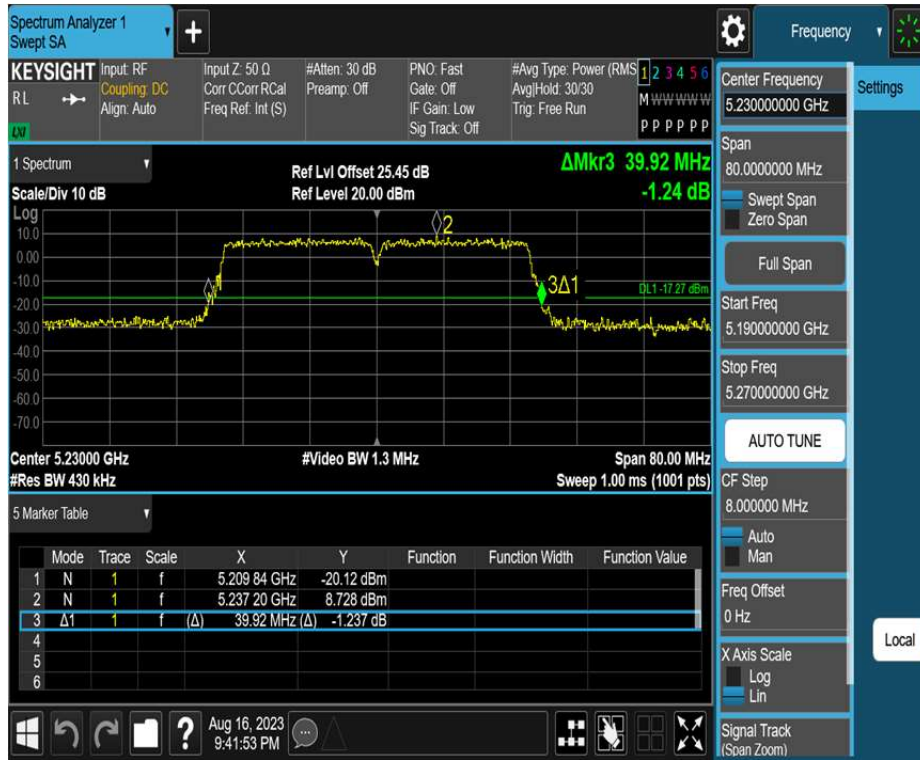 Spectrum Analyzer 1
Swept SA
+
Frequency
KEYSIGHT
RL
LXI
Input: RF
Coupling: DC
Align: Auto
Input Z: 50 Ω
Corr CCorr RCal
Freq Ref: Int (S)
#Atten: 30 dB
Preamp: Off
PNO: Fast
Gate: Off
IF Gain: Low
Sig Track: Off
#Avg Type: Power (RMS
Avg|Hold: 30/30
Trig: Free Run
1 2 3 4 5 6
M W W W W W
P P P P P P
1 Spectrum
Scale/Div 10 dB
Ref Lvl Offset 25.45 dB
Ref Level 20.00 dBm
ΔMkr3 39.92 MHz
-1.24 dB
Log
10.0
0.00
-10.0
-20.0
-30.0
-40.0
-50.0
-60.0
-70.0
2
3Δ1
DL1 -17.27 dBm
Center 5.23000 GHz
#Video BW 1.3 MHz
Span 80.00 MHz
#Res BW 430 kHz
Sweep 1.00 ms (1001 pts)
5 Marker Table
Mode Trace Scale X Y Function Function Width Function Value
1 N 1 f 5.209 84 GHz -20.12 dBm
2 N 1 f 5.237 20 GHz 8.728 dBm
3 Δ1 1 f (Δ) 39.92 MHz (Δ) -1.237 dB
4
5
6
?
Aug 16, 2023
9:41:53 PM
Center Frequency
5.23000000 GHz
Settings
Span
80.0000000 MHz
Swept Span
Zero Span
Full Span
Start Freq
5.190000000 GHz
Stop Freq
5.270000000 GHz
AUTO TUNE
CF Step
8.000000 MHz
Auto
Man
Freq Offset
0 Hz
Local
X Axis Scale
Log
Lin
Signal Track
(Span Zoom)